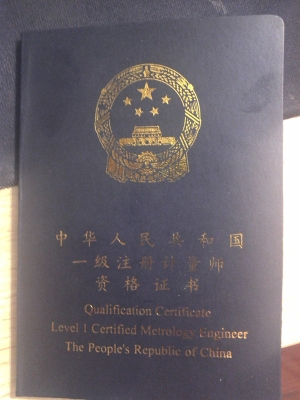 中华人民共和国
一级注册计量师
资格证书
Qualification Certificate
Level 1 Certified Metrology Engineer
The People's Republic of China